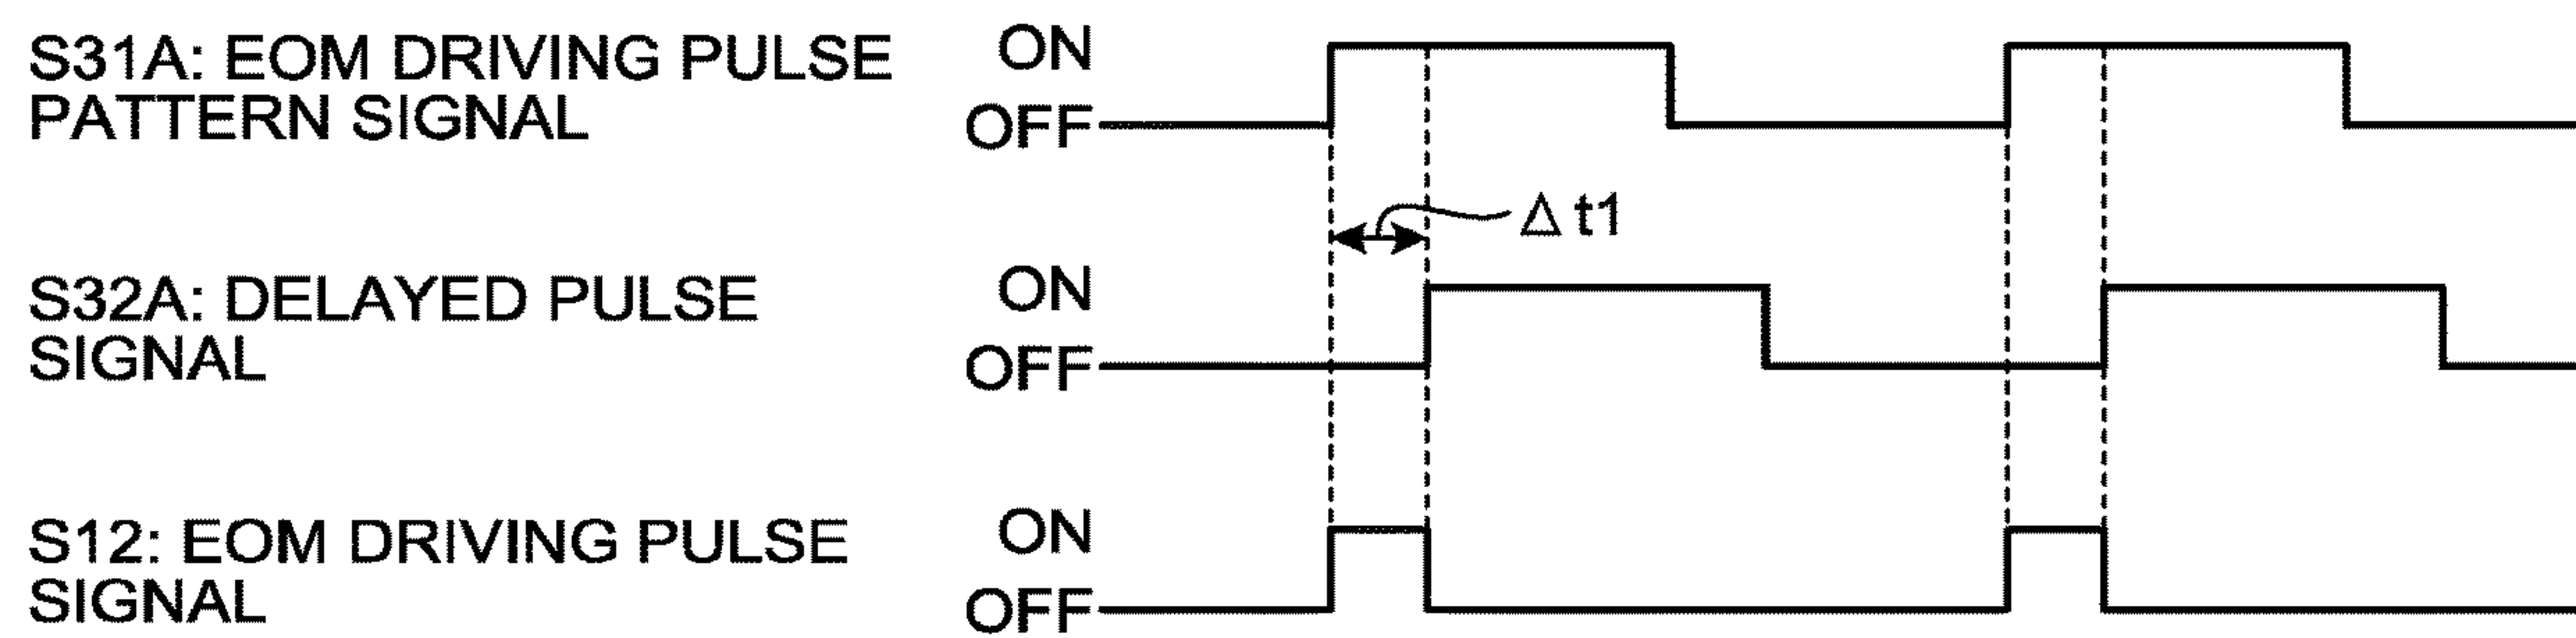 S31A: EOM DRIVING PULSE
PATTERN SIGNAL
ON
OFF
Δt1
S32A: DELAYED PULSE
SIGNAL
ON
OFF
S12: EOM DRIVING PULSE
SIGNAL
ON
OFF